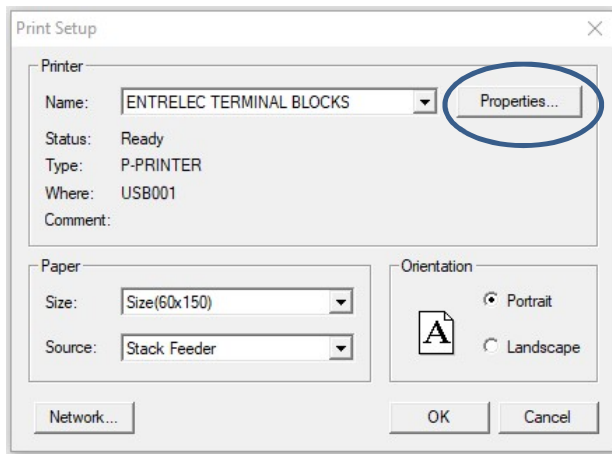 Print Setup
Printer
Name: ENTRELEC TERMINAL BLOCKS Properties...
Status: Ready
Type: P-PRINTER
Where: USB001
Comment:
Paper
Size: Size(60x150)
Source: Stack Feeder
Orientation
A
Portrait
Landscape
Network... OK Cancel